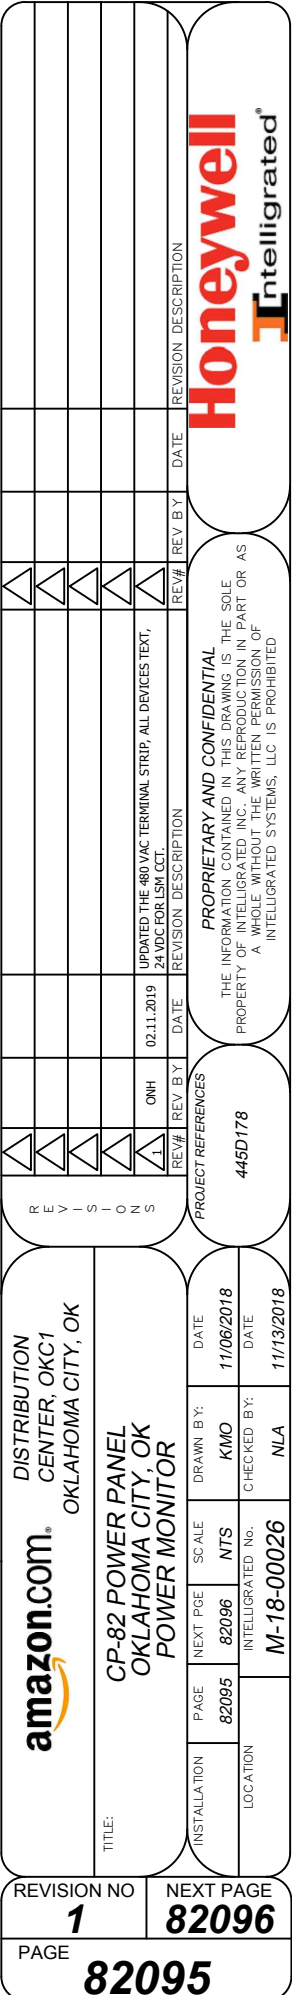 amazon.com®
DISTRIBUTION
CENTER, OKC1
OKLAHOMA CITY, OK
TITLE:
CP-82 POWER PANEL
OKLAHOMA CITY, OK
POWER MONITOR
INSTALLATION
PAGE
82095
NEXT PGE
82096
SCALE
NTS
DRAWN BY:
KMO
DATE
11/06/2018
LOCATION
INTELLIGRATED No.
M-18-00026
CHECKED BY:
NLA
DATE
11/13/2018
REVISIONS
1 ONH 02.11.2019 UPDATED THE 480 VAC TERMINAL STRIP, ALL DEVICES TEXT,
24 VDC FOR LSM CCT.
REV# REV BY DATE REVISION DESCRIPTION REV# REV BY DATE REVISION DESCRIPTION
PROJECT REFERENCES
445D178
PROPRIETARY AND CONFIDENTIAL
THE INFORMATION CONTAINED IN THIS DRAWING IS THE SOLE
PROPERTY OF INTELLIGRATED INC. ANY REPRODUCTION IN PART OR AS
A WHOLE WITHOUT THE WRITTEN PERMISSION OF
INTELLIGRATED SYSTEMS, LLC IS PROHIBITED
Honeywell
Intelligrated®
REVISION NO
1
NEXT PAGE
82096
PAGE
82095